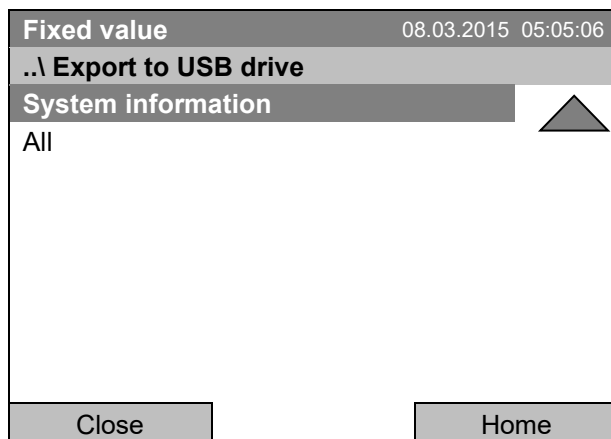 Fixed value 08.03.2015 05:05:06
..\ Export to USB drive
System information
All
Close Home